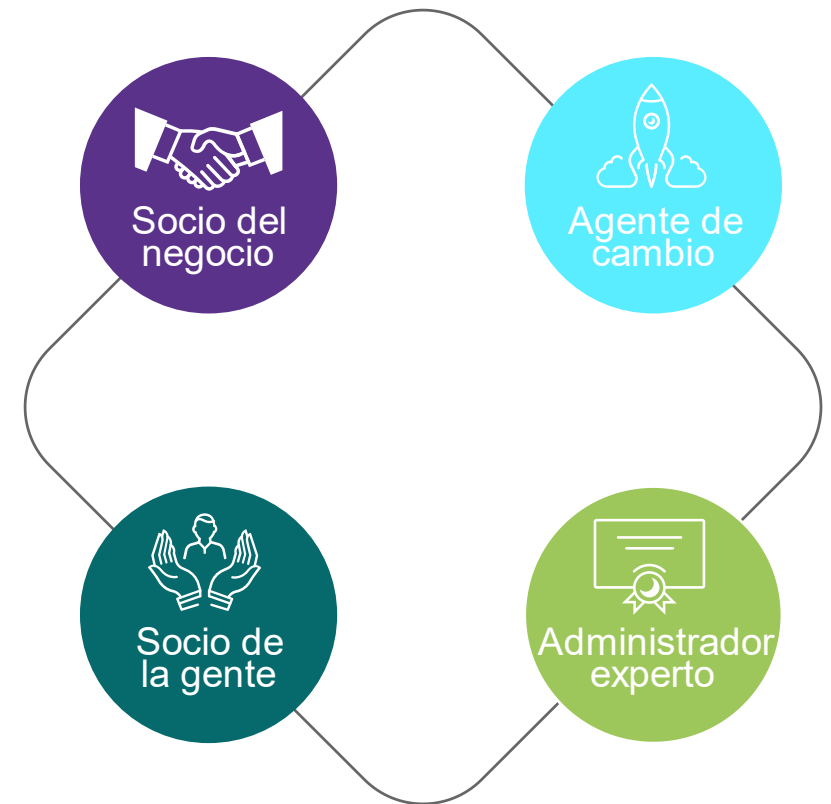 Socio del
negocio
Agente de
cambio
Socio de
la gente
Administrador
experto